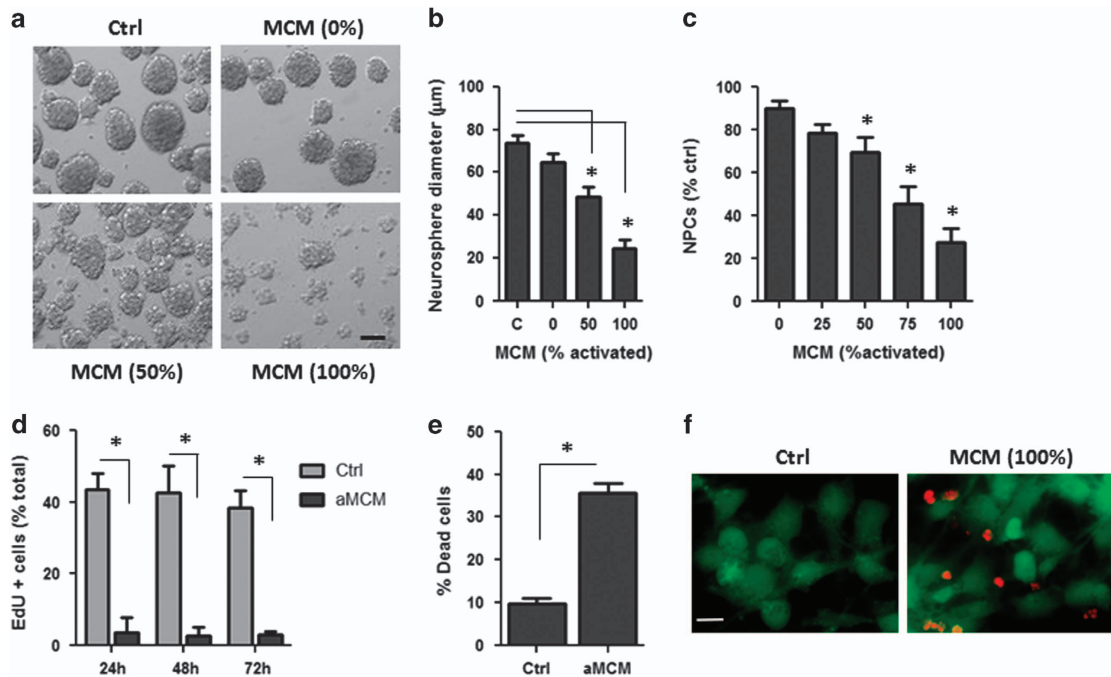 a
Ctrl
MCM (0%)
MCM (50%)
MCM (100%)
b
Neurosphere diameter (μm)
100
80
60
40
20
0
*
*
C 0 50 100
MCM (% activated)
c
NPCs (% ctrl)
100
80
60
40
20
0
*
*
*
0 25 50 75 100
MCM (%activated)
d
EdU + cells (% total)
60
40
20
0
*
*
*
24h 48h 72h
Ctrl
aMCM
e
% Dead cells
50
40
30
20
10
0
*
Ctrl aMCM
f
Ctrl
MCM (100%)